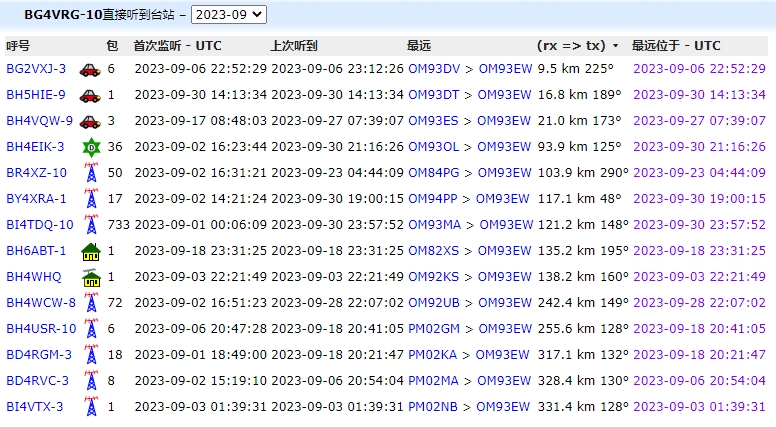 BG4VRG-10直接听到台站 – 2023-09
呼号 包 首次监听 - UTC 上次听到 最远 (rx => tx) 最远位于 - UTC
BG2VXJ-3 6 2023-09-06 22:52:29 2023-09-06 23:12:26 OM93DV > OM93EW 9.5 km 225° 2023-09-06 22:52:29
BH5HIE-9 1 2023-09-30 14:13:34 2023-09-30 14:13:34 OM93DT > OM93EW 16.8 km 189° 2023-09-30 14:13:34
BH4VQW-9 3 2023-09-17 08:48:03 2023-09-27 07:39:07 OM93ES > OM93EW 21.0 km 173° 2023-09-27 07:39:07
BH4EIK-3 D 36 2023-09-02 16:23:44 2023-09-30 21:16:26 OM93OL > OM93EW 93.9 km 125° 2023-09-30 21:16:26
BR4XZ-10 50 2023-09-02 16:31:21 2023-09-23 04:44:09 OM84PG > OM93EW 103.9 km 290° 2023-09-23 04:44:09
BY4XRA-1 17 2023-09-02 14:21:24 2023-09-30 19:00:15 OM94PP > OM93EW 117.1 km 48° 2023-09-30 19:00:15
BI4TDQ-10 733 2023-09-01 00:06:09 2023-09-30 23:57:52 OM93MA > OM93EW 121.2 km 148° 2023-09-30 23:57:52
BH6ABT-1 1 2023-09-18 23:31:25 2023-09-18 23:31:25 OM82XS > OM93EW 135.2 km 195° 2023-09-18 23:31:25
BH4WHQ 1 2023-09-03 22:21:49 2023-09-03 22:21:49 OM92KS > OM93EW 138.2 km 160° 2023-09-03 22:21:49
BH4WCW-8 72 2023-09-02 16:51:23 2023-09-28 22:07:02 OM92UB > OM93EW 242.4 km 149° 2023-09-28 22:07:02
BH4USR-10 6 2023-09-06 20:47:28 2023-09-18 20:41:05 PM02GM > OM93EW 255.6 km 128° 2023-09-18 20:41:05
BD4RGM-3 18 2023-09-01 18:49:00 2023-09-18 20:21:47 PM02KA > OM93EW 317.1 km 132° 2023-09-18 20:21:47
BD4RVC-3 8 2023-09-02 15:19:10 2023-09-06 20:54:04 PM02MA > OM93EW 328.4 km 130° 2023-09-06 20:54:04
BI4VTX-3 1 2023-09-03 01:39:31 2023-09-03 01:39:31 PM02NB > OM93EW 331.4 km 128° 2023-09-03 01:39:31